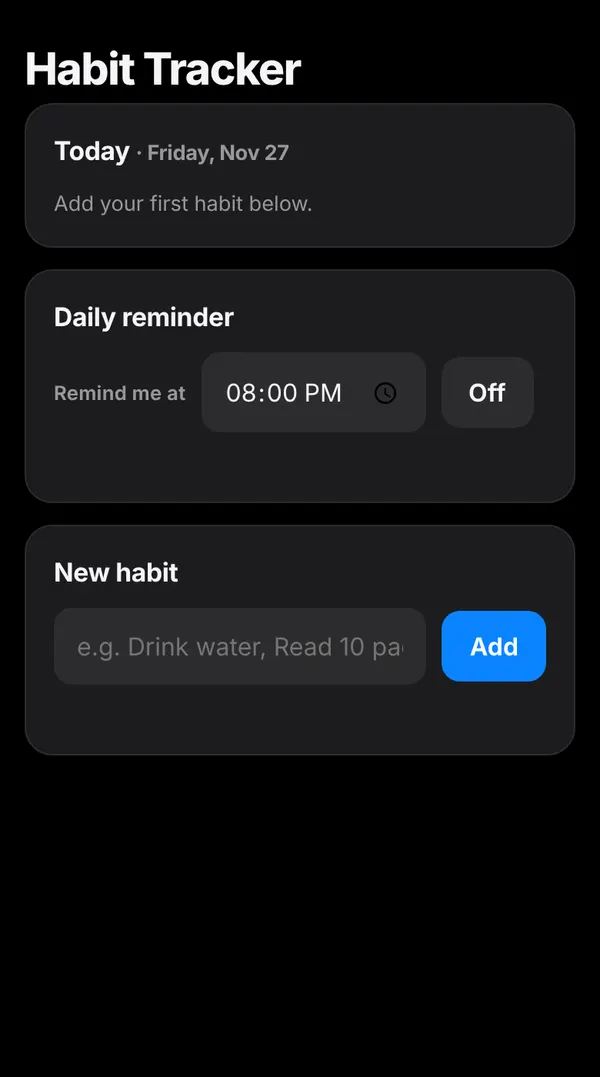 Habit Tracker
Today · Friday, Nov 27
Add your first habit below.
Daily reminder
Remind me at 08:00 PM Off
New habit
e.g. Drink water, Read 10 pa Add